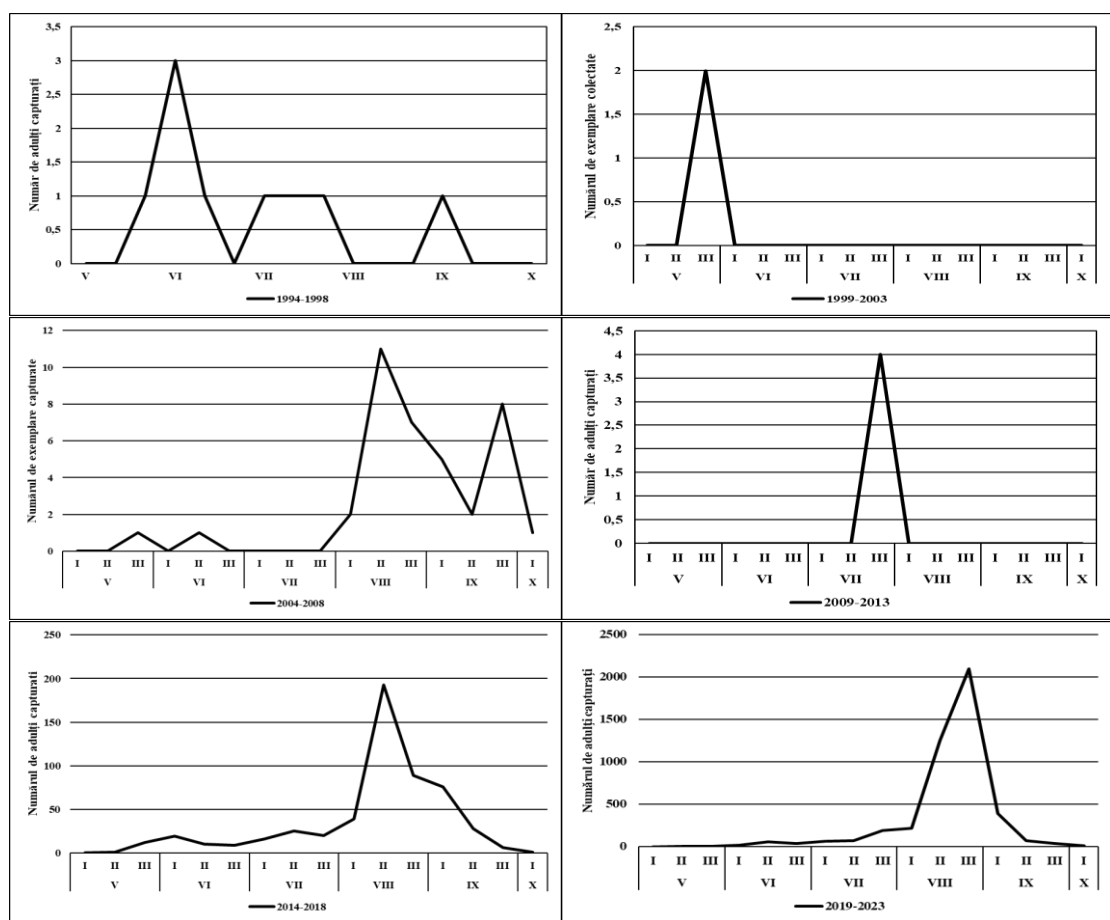 Număr de adulți capturați
3,5
3
2,5
2
1,5
1
0,5
0
V VI VII VIII IX X
1994-1998
Numărul de exemplare colectate
2,5
2
1,5
1
0,5
0
I II III I II III I II III I II III I II III I
V VI VII VIII IX X
1999-2003
Numărul de exemplare capturate
12
10
8
6
4
2
0
I II III I II III I II III I II III I II III I
V VI VII VIII IX X
2004-2008
Număr de adulți capturați
4,5
4
3,5
3
2,5
2
1,5
1
0,5
0
I II III I II III I II III I II III I II III I
V VI VII VIII IX X
2009-2013
Numărul de adulți capturati
250
200
150
100
50
0
I II III I II III I II III I II III I II III I
V VI VII VIII IX X
2014-2018
Numărul de adulți capturați
2500
2000
1500
1000
500
0
I II III I II III I II III I II III I II III I
V VI VII VIII IX X
2019-2023